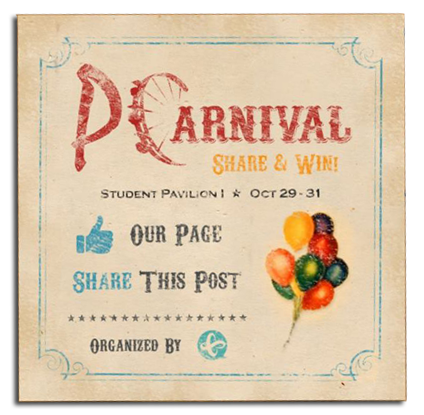 PCARNIVAL
SHARE & WIN!
STUDENT PAVILION I ★ OCT 29-31
OUR PAGE
SHARE THIS POST
ORGANIZED BY